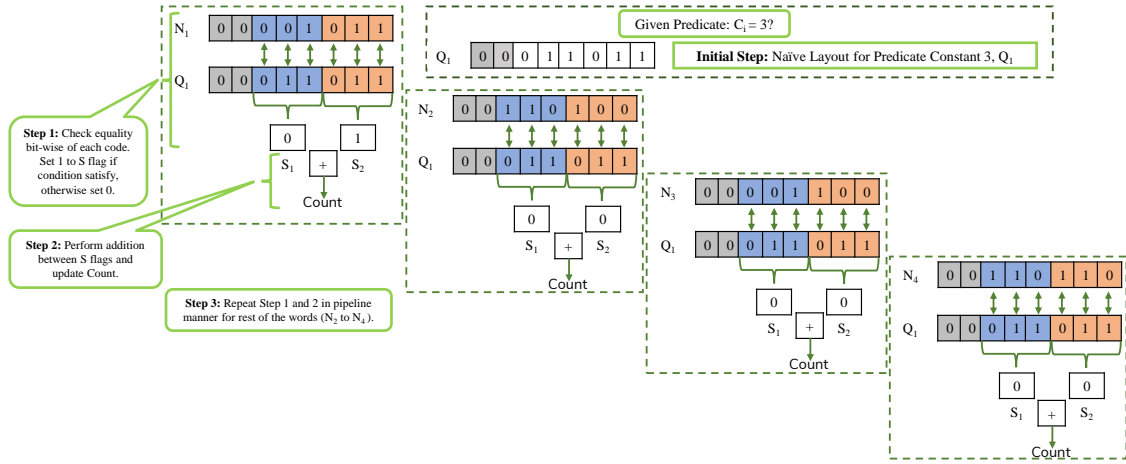 Given Predicate: Cᵢ = 3?
Q₁ 0 0 0 1 1 0 1 1
Initial Step: Naïve Layout for Predicate Constant 3, Q₁
N₁ 0 0 0 0 1 0 1 1
Q₁ 0 0 0 1 1 0 1 1
0 1
S₁ + S₂
Count
Step 1: Check equality
bit-wise of each code.
Set 1 to S flag if
condition satisfy,
otherwise set 0.
Step 2: Perform addition
between S flags and
update Count.
Step 3: Repeat Step 1 and 2 in pipeline
manner for rest of the words (N₂ to N₄ ).
N₂ 0 0 1 1 0 1 0 0
Q₁ 0 0 0 1 1 0 1 1
0 0
S₁ + S₂
Count
N₃ 0 0 0 0 1 1 0 0
Q₁ 0 0 0 1 1 0 1 1
0 0
S₁ + S₂
Count
N₄ 0 0 1 1 0 1 1 0
Q₁ 0 0 0 1 1 0 1 1
0 0
S₁ + S₂
Count